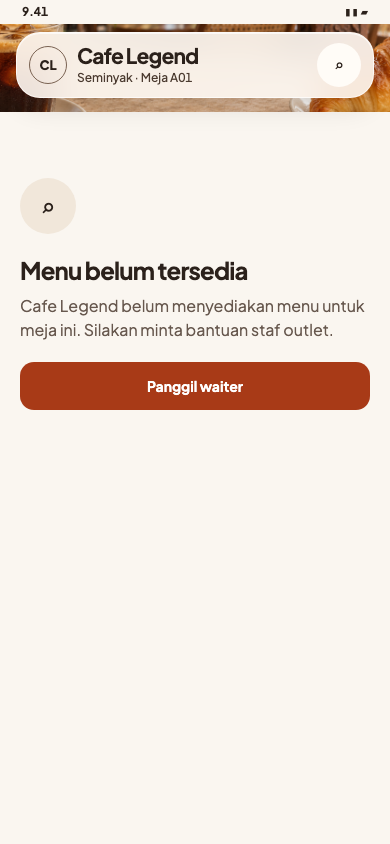 9.41
CL
Cafe Legend
Seminyak · Meja A01
Menu belum tersedia
Cafe Legend belum menyediakan menu untuk
meja ini. Silakan minta bantuan staf outlet.
Panggil waiter